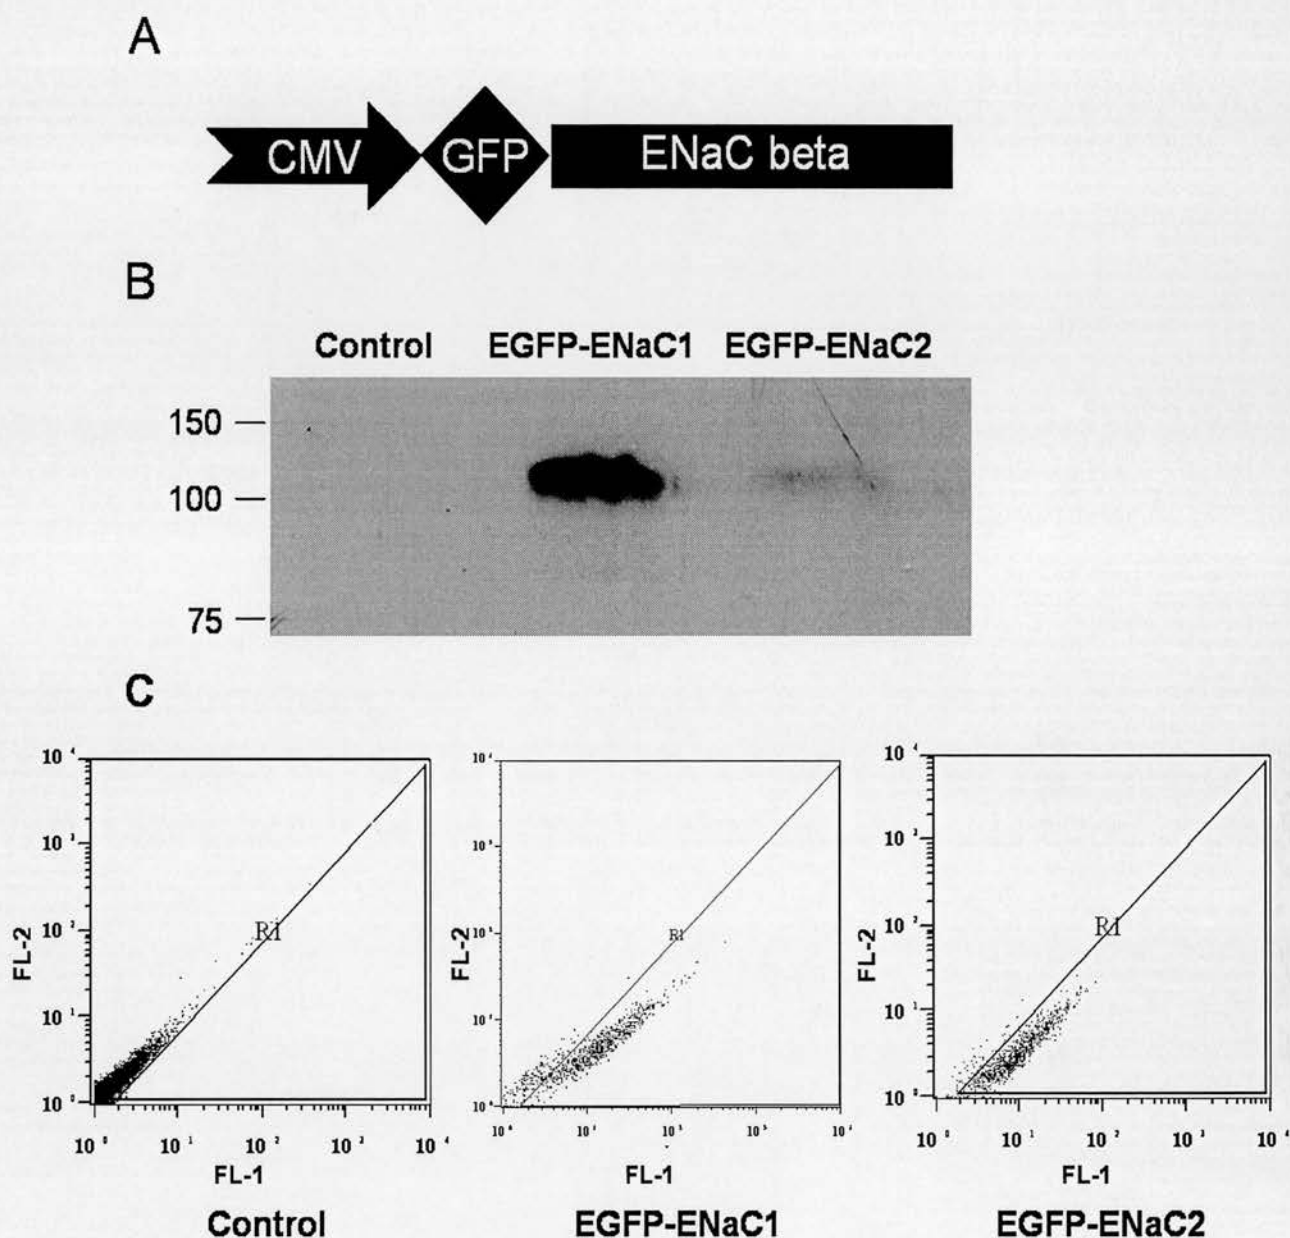 A
CMV GFP ENaC beta
B
Control EGFP-ENaC1 EGFP-ENaC2
150
100
75
C
10⁴ 10³ 10² 10¹ 10⁰
FL-2
R1
10⁰ 10¹ 10² 10³ 10⁴
FL-1
Control
FL-2
R1
FL-1
EGFP-ENaC1
10⁴ 10³ 10² 10¹ 10⁰
FL-2
R1
10⁰ 10¹ 10² 10³ 10⁴
FL-1
EGFP-ENaC2